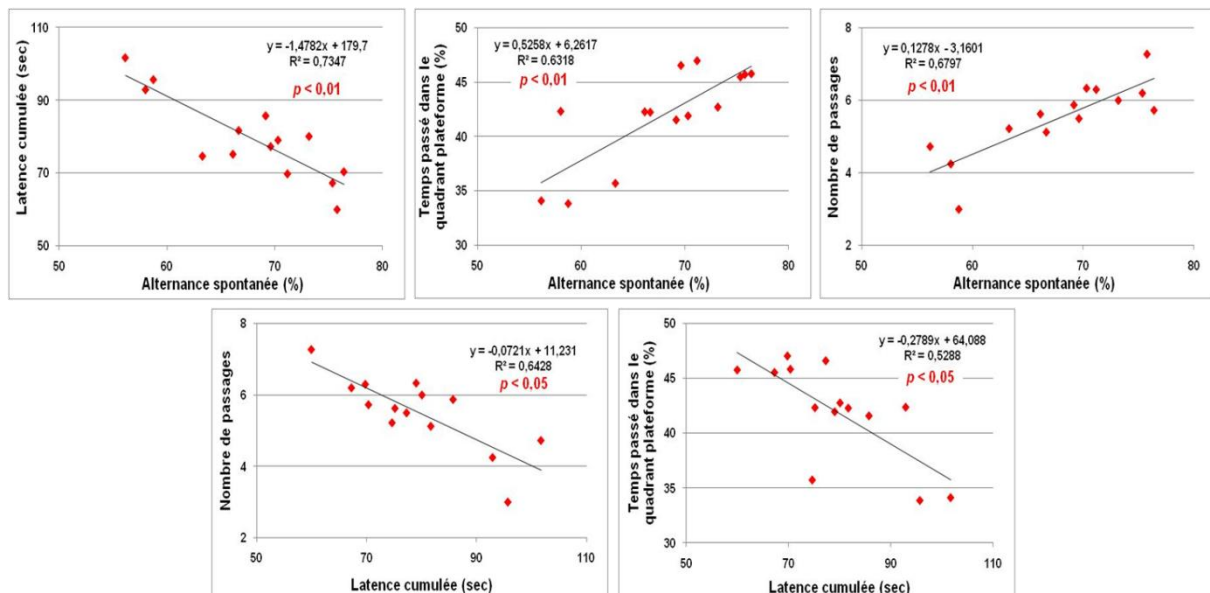 110
90
70
50
50
60
70
80
Latence cumulée (sec)
Alternance spontanée (%)
y = -1,4782x + 179,7
R² = 0,7347
p < 0,01
50
45
40
35
30
50
60
70
80
Temps passé dans le
quadrant plateforme (%)
Alternance spontanée (%)
y = 0,5258x + 6,2617
R² = 0.6318
p < 0,01
8
6
4
2
50
60
70
80
Nombre de passages
Alternance spontanée (%)
y = 0,1278x - 3,1601
R² = 0,6797
p < 0,01
8
6
4
2
50
70
90
110
Nombre de passages
Latence cumulée (sec)
y = -0,0721x + 11,231
R² = 0,6428
p < 0,05
50
45
40
35
30
50
70
90
110
Temps passé dans le
quadrant plateforme (%)
Latence cumulée (sec)
y = -0,2789x + 64,088
R² = 0,5288
p < 0,05